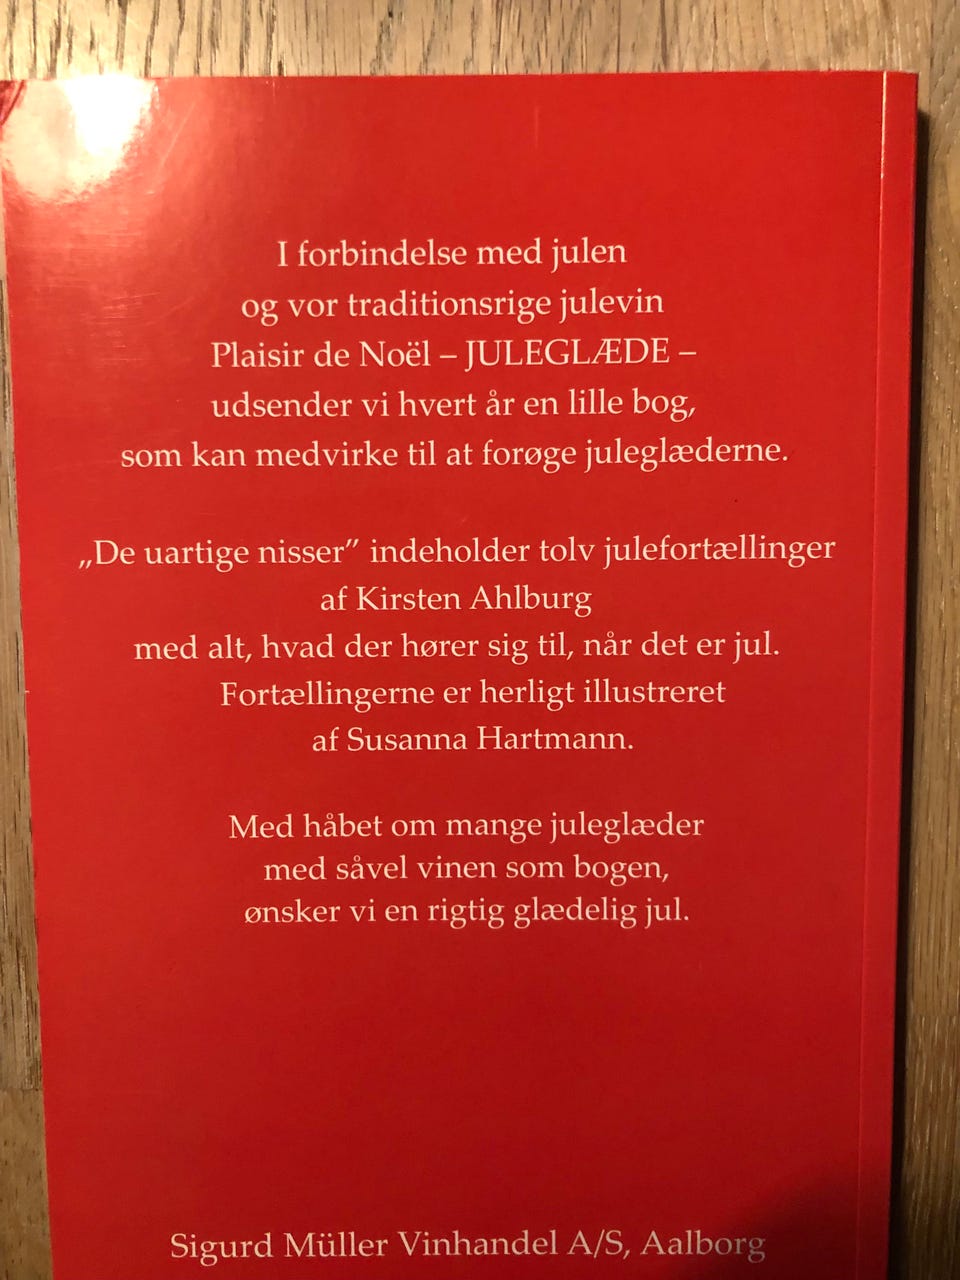 I forbindelse med julen
og vor traditionsrige julevin
Plaisir de Noël – JULEGLÆDE –
udsender vi hvert år en lille bog,
som kan medvirke til at forøge juleglæderne.
„De uartige nisser” indeholder tolv julefortællinger
af Kirsten Ahlburg
med alt, hvad der hører sig til, når det er jul.
Fortællingerne er herligt illustreret
af Susanna Hartmann.
Med håbet om mange juleglæder
med såvel vinen som bogen,
ønsker vi en rigtig glædelig jul.
Sigurd Müller Vinhandel A/S, Aalborg